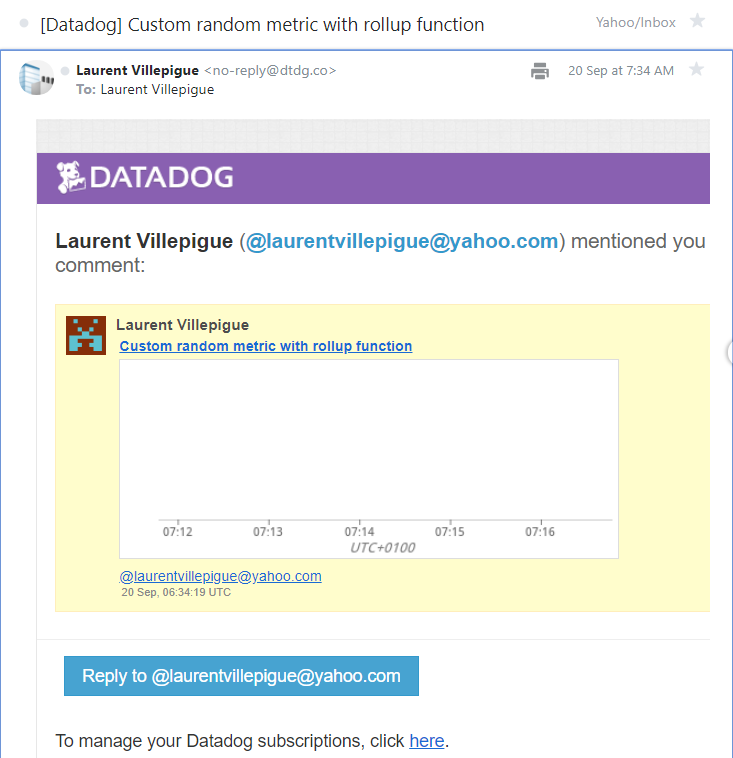 [Datadog] Custom random metric with rollup function Yahoo/Inbox
Laurent Villepigue <no-reply@dtdg.co> 20 Sep at 7:34 AM
To: Laurent Villepigue
DATADOG
Laurent Villepigue (@laurentvillepigue@yahoo.com) mentioned you
comment:
Laurent Villepigue
Custom random metric with rollup function
07:12 07:13 07:14 07:15 07:16
UTC+0100
@laurentvillepigue@yahoo.com
20 Sep, 06:34:19 UTC
Reply to @laurentvillepigue@yahoo.com
To manage your Datadog subscriptions, click here.